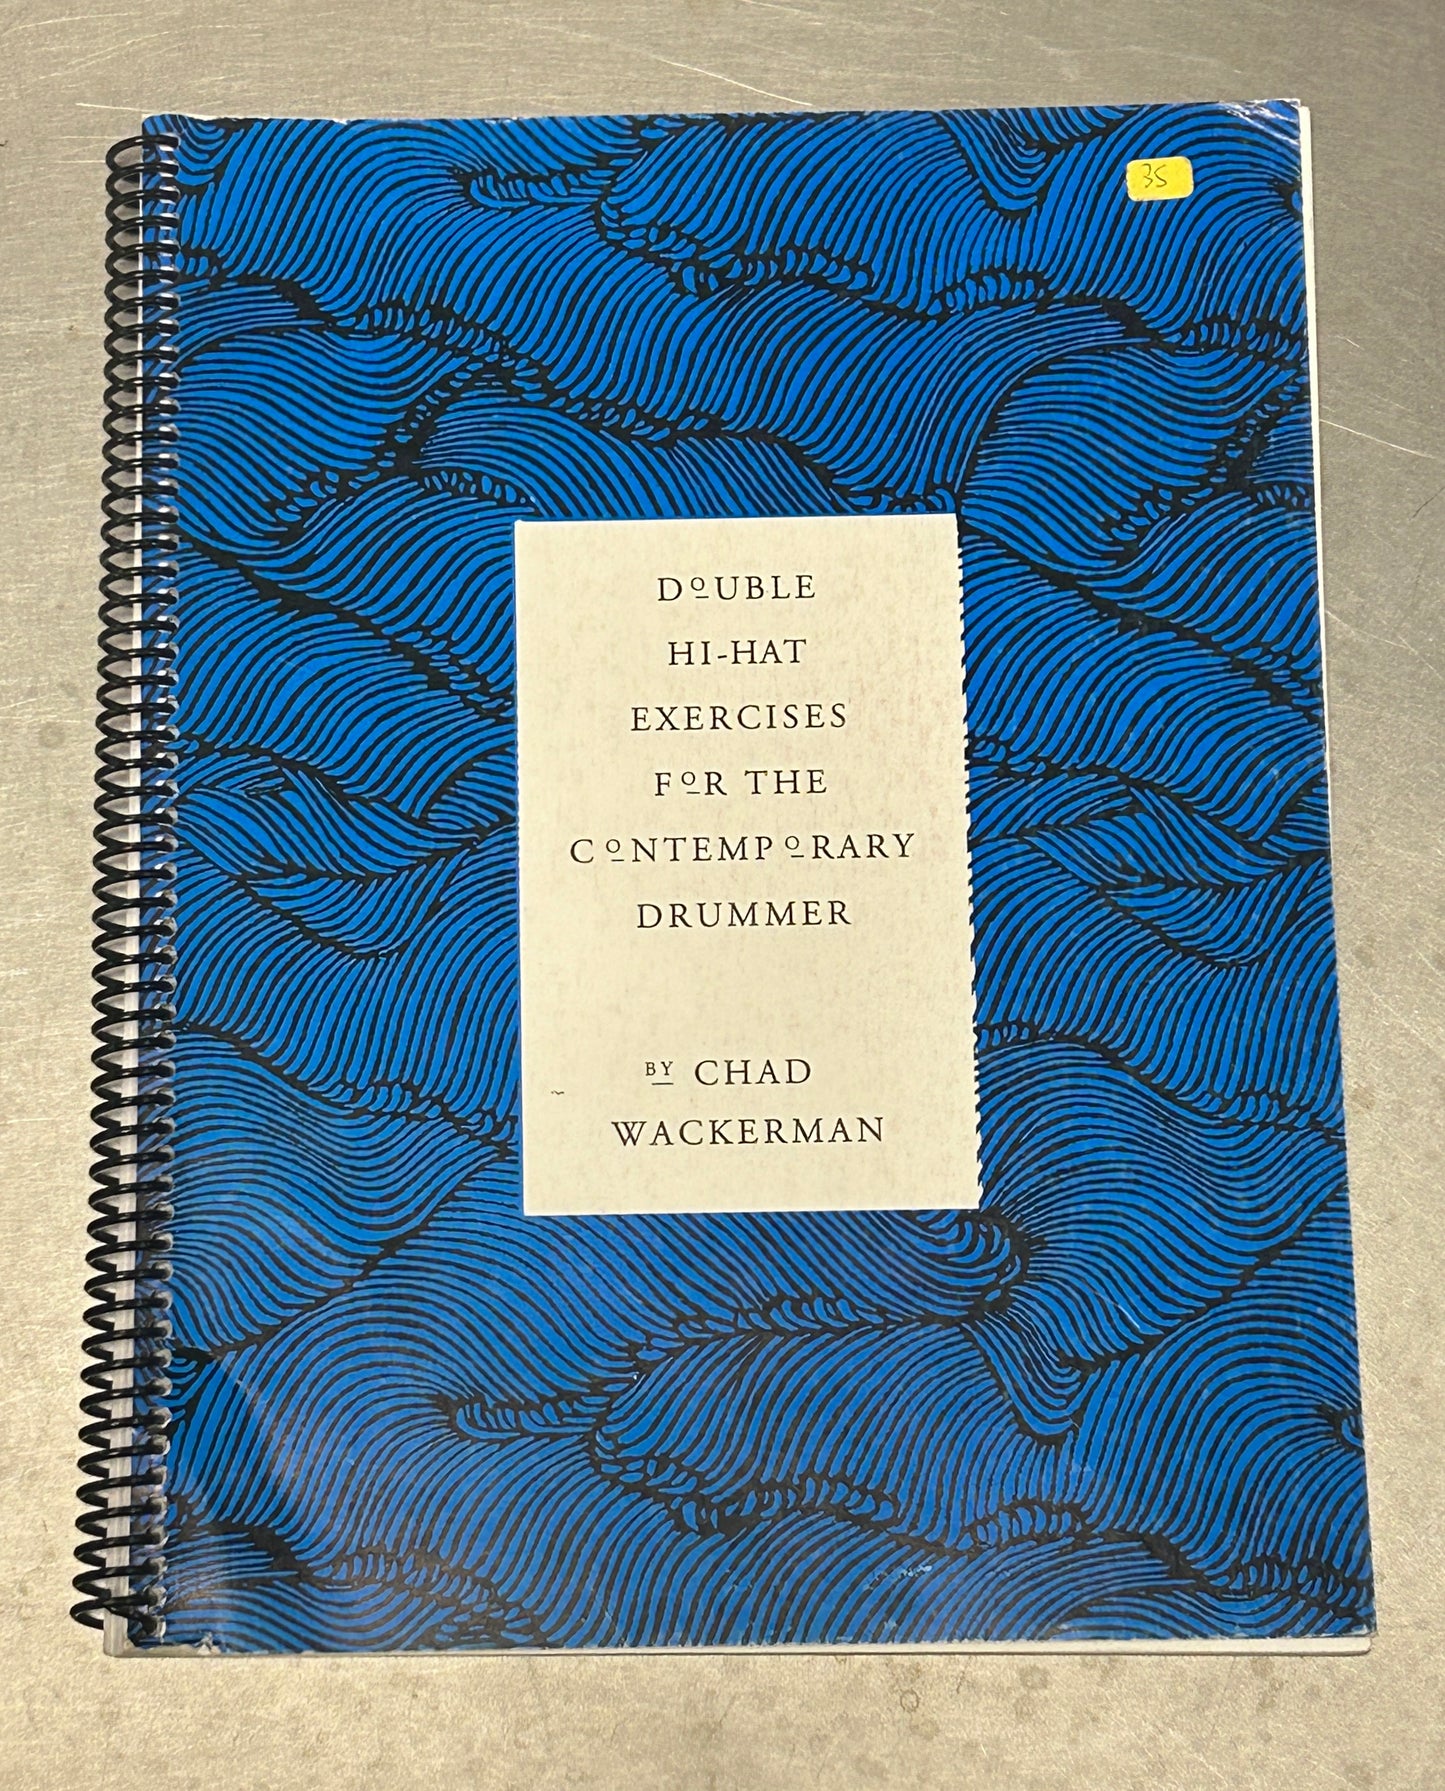 35
DOUBLE
HI-HAT
EXERCISES
FOR THE
CONTEMPORARY
DRUMMER
BY CHAD
WACKERMAN